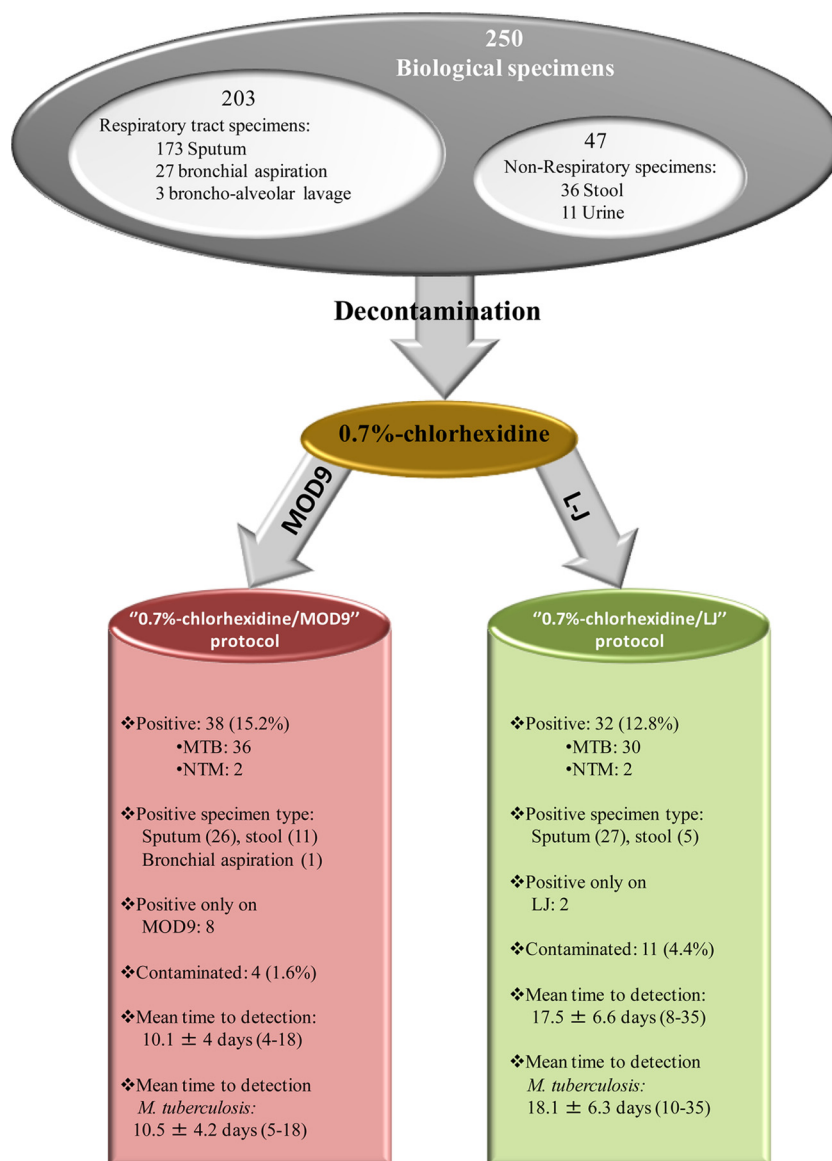 250
Biological specimens
203
Respiratory tract specimens:
173 Sputum
27 bronchial aspiration
3 broncho-alveolar lavage
47
Non-Respiratory specimens:
36 Stool
11 Urine
Decontamination
0.7%-chlorhexidine
MOD9
L-J
”0.7%-chlorhexidine/MOD9”
protocol
❖Positive: 38 (15.2%)
•MTB: 36
•NTM: 2
❖Positive specimen type:
Sputum (26), stool (11)
Bronchial aspiration (1)
❖Positive only on
MOD9: 8
❖Contaminated: 4 (1.6%)
❖Mean time to detection:
10.1 ± 4 days (4-18)
❖Mean time to detection
M. tuberculosis:
10.5 ± 4.2 days (5-18)
”0.7%-chlorhexidine/LJ”
protocol
❖Positive: 32 (12.8%)
•MTB: 30
•NTM: 2
❖Positive specimen type:
Sputum (27), stool (5)
❖Positive only on
LJ: 2
❖Contaminated: 11 (4.4%)
❖Mean time to detection:
17.5 ± 6.6 days (8-35)
❖Mean time to detection
M. tuberculosis:
18.1 ± 6.3 days (10-35)